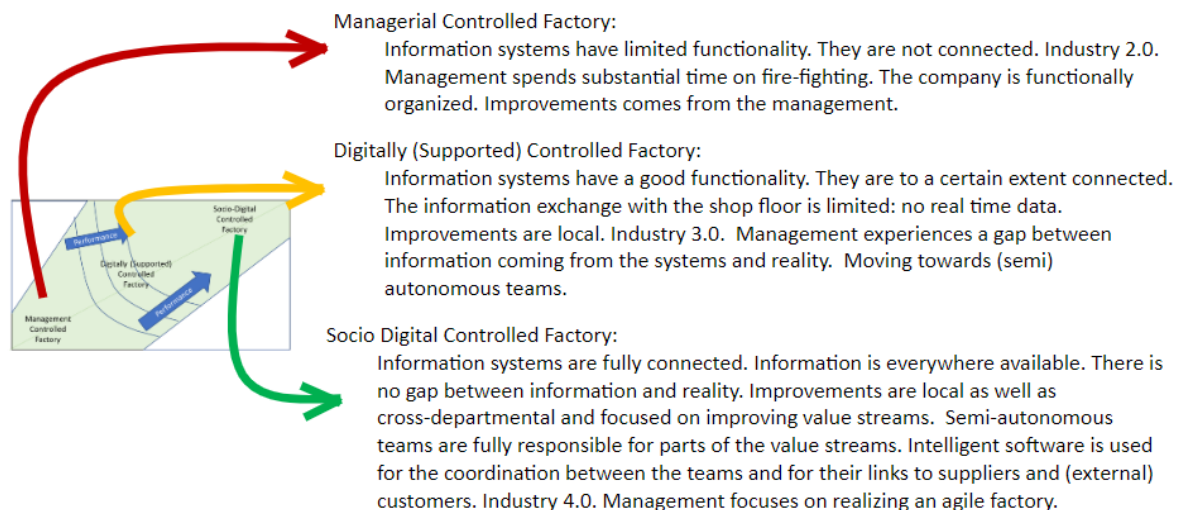 Managerial Controlled Factory:
Information systems have limited functionality. They are not connected. Industry 2.0.
Management spends substantial time on fire-fighting. The company is functionally
organized. Improvements comes from the management.
Digitally (Supported) Controlled Factory:
Information systems have a good functionality. They are to a certain extent connected.
The information exchange with the shop floor is limited: no real time data.
Improvements are local. Industry 3.0.  Management experiences a gap between
information coming from the systems and reality.  Moving towards (semi)
autonomous teams.
Socio-Digital
Controlled
Factory
Performance
Digitally (Supported)
Controlled
Factory
Performance
Management
Controlled
Factory
Socio Digital Controlled Factory:
Information systems are fully connected. Information is everywhere available. There is
no gap between information and reality. Improvements are local as well as
cross-departmental and focused on improving value streams.  Semi-autonomous
teams are fully responsible for parts of the value streams. Intelligent software is used
for the coordination between the teams and for their links to suppliers and (external)
customers. Industry 4.0. Management focuses on realizing an agile factory.